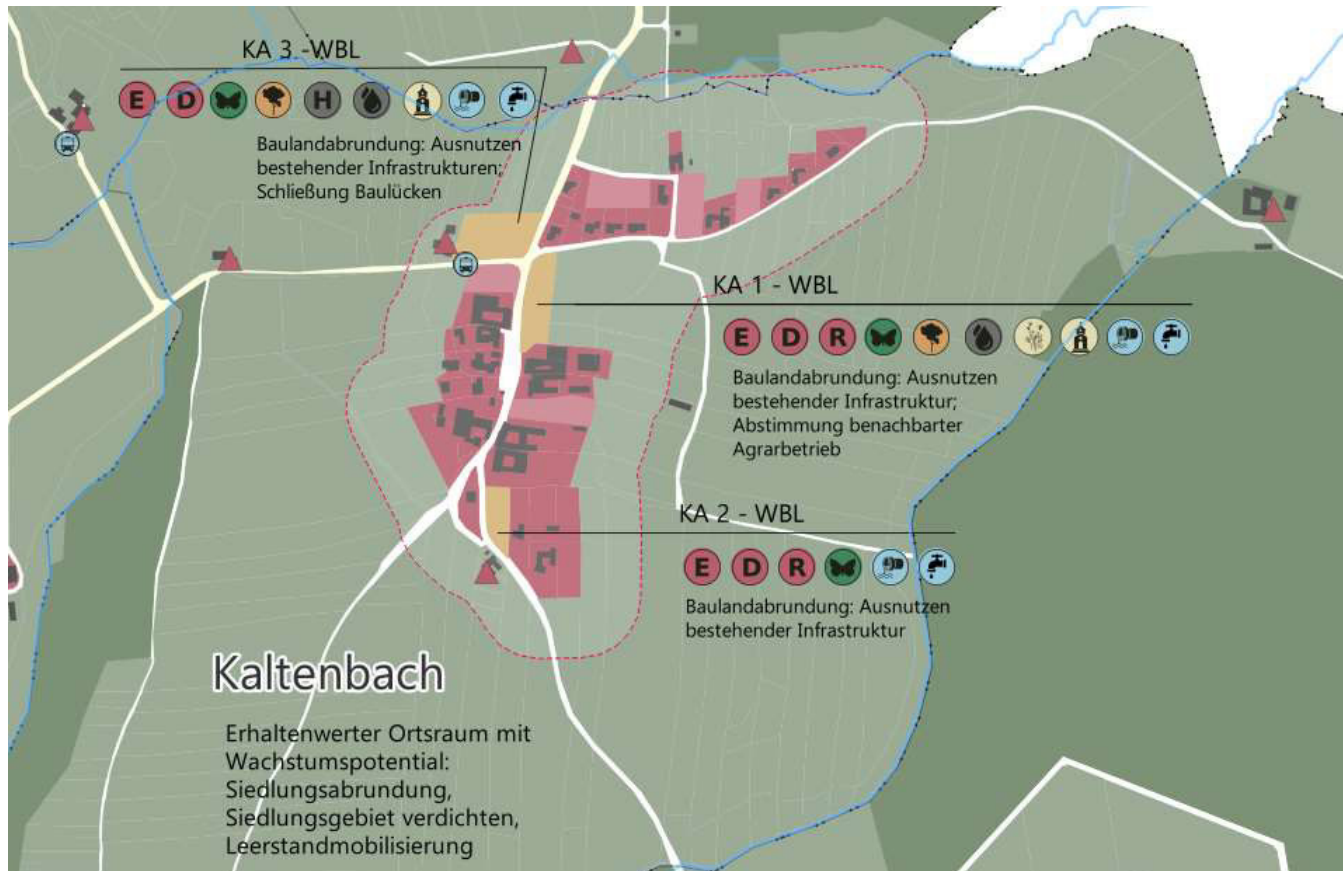 KA 3 -WBL
E D H
Baulandabrundung: Ausnutzen
bestehender Infrastrukturen;
Schließung Baulücken
KA 1 - WBL
E D R
Baulandabrundung: Ausnutzen
bestehender Infrastruktur;
Abstimmung benachbarter
Agrarbetrieb
KA 2 - WBL
E D R
Baulandabrundung: Ausnutzen
bestehender Infrastruktur
Kaltenbach
Erhaltenwerter Ortsraum mit
Wachstumspotential:
Siedlungsabrundung,
Siedlungsgebiet verdichten,
Leerstandmobilisierung